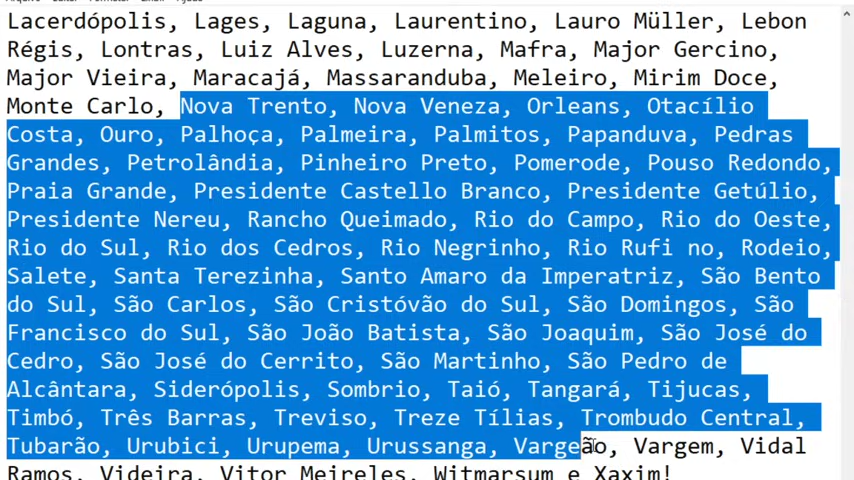 Lacerdópolis, Lages, Laguna, Laurentino, Lauro Müller, Lebon
Régis, Lontras, Luiz Alves, Luzerna, Mafra, Major Gercino,
Major Vieira, Maracajá, Massaranduba, Meleiro, Mirim Doce,
Monte Carlo, Nova Trento, Nova Veneza, Orleans, Otacílio
Costa, Ouro, Palhoça, Palmeira, Palmitos, Papanduva, Pedras
Grandes, Petrolândia, Pinheiro Preto, Pomerode, Pouso Redondo,
Praia Grande, Presidente Castello Branco, Presidente Getúlio,
Presidente Nereu, Rancho Queimado, Rio do Campo, Rio do Oeste,
Rio do Sul, Rio dos Cedros, Rio Negrinho, Rio Rufi no, Rodeio,
Salete, Santa Terezinha, Santo Amaro da Imperatriz, São Bento
do Sul, São Carlos, São Cristóvão do Sul, São Domingos, São
Francisco do Sul, São João Batista, São Joaquim, São José do
Cedro, São José do Cerrito, São Martinho, São Pedro de
Alcântara, Siderópolis, Sombrio, Taió, Tangará, Tijucas,
Timbó, Três Barras, Treviso, Treze Tílias, Trombudo Central,
Tubarão, Urubici, Urupema, Urussanga, Vargeão, Vargem, Vidal
Ramos, Videira, Vitor Meireles, Witmarsum e Xaxim!